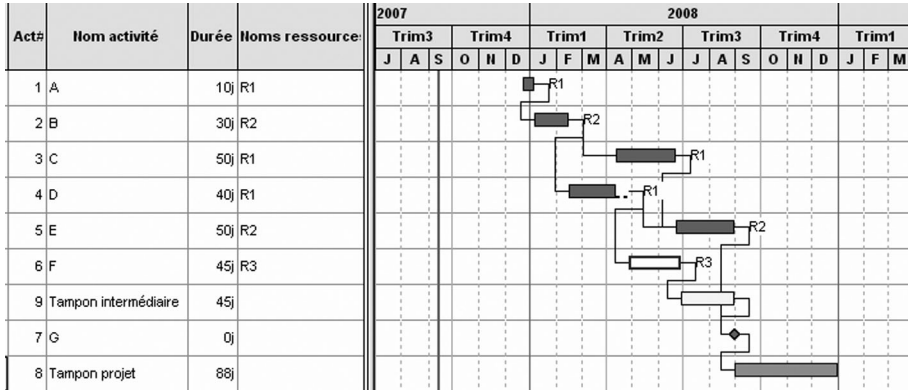 2007 2008
Act# Nom activité Durée Noms ressource: Trim3 Trim4 Trim1 Trim2 Trim3 Trim4 Trim1
J A S O N D J F M A M J J A S O N D J F M
1 A 10j R1 R1
2 B 30j R2 R2
3 C 50j R1 R1
4 D 40j R1 R1
5 E 50j R2 R2
6 F 45j R3 R3
9 Tampon intermédiaire 45j
7 G 0j
8 Tampon projet 88j